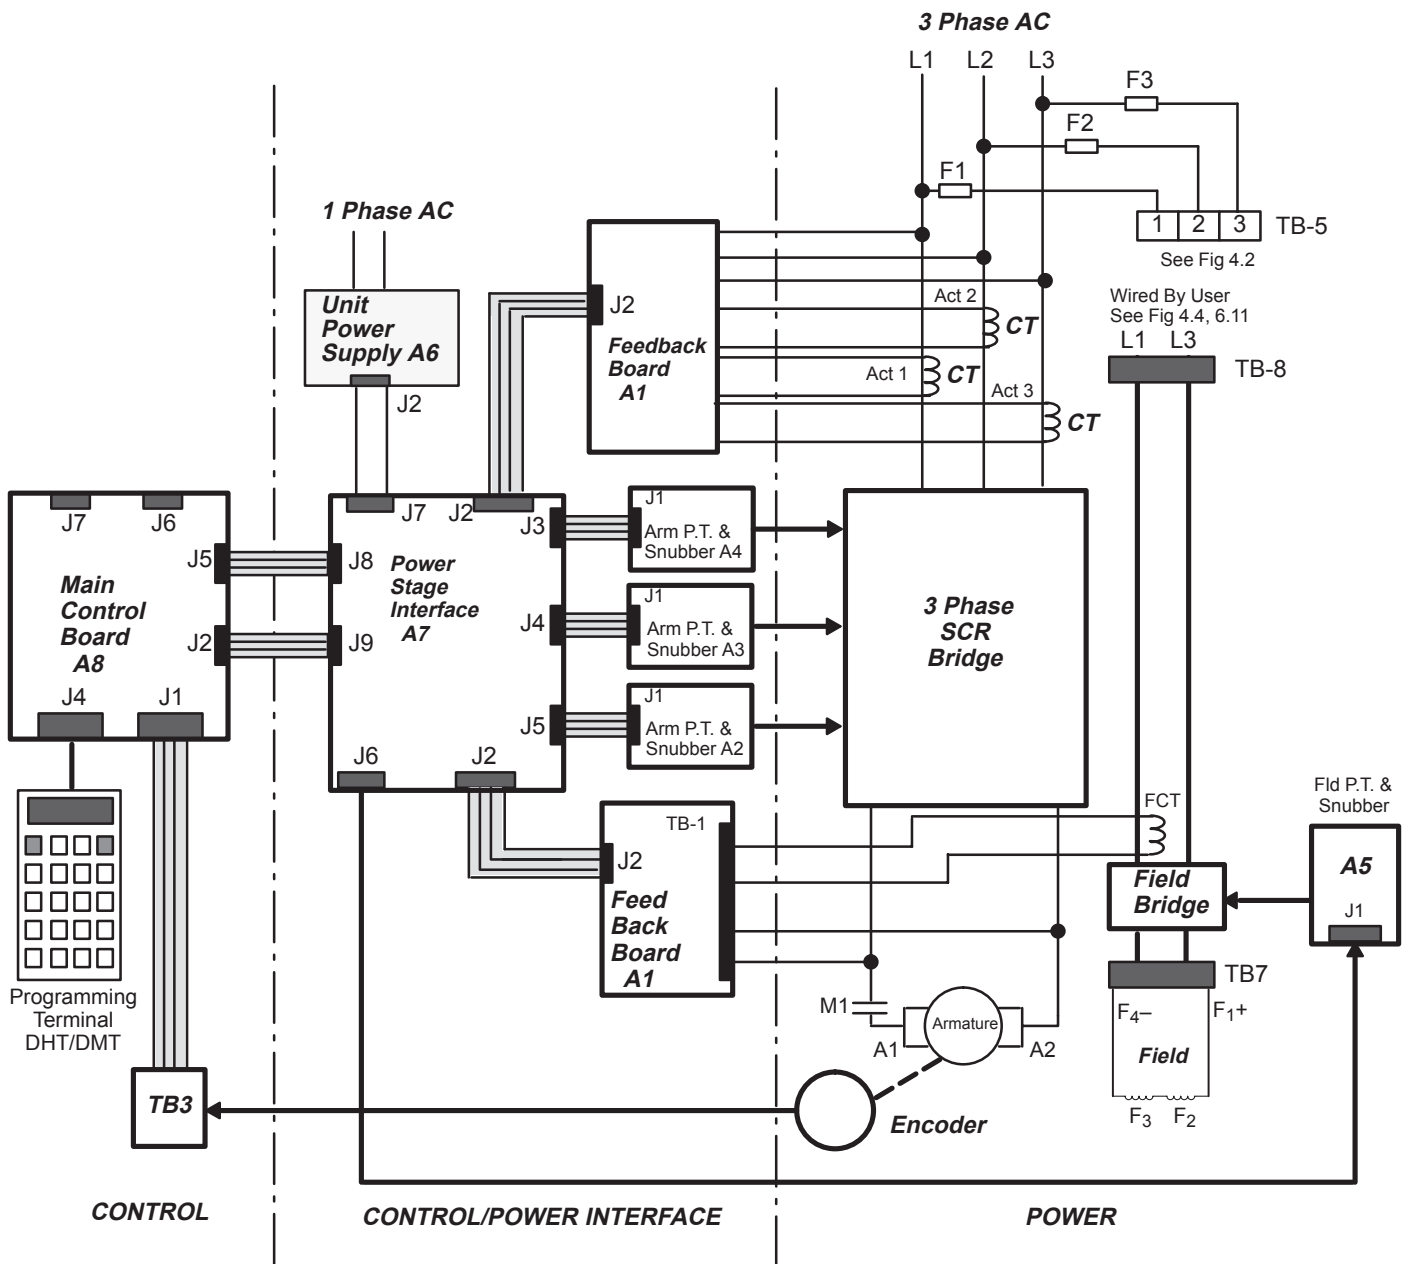 3 Phase AC
L1 L2 L3
F3
F2
F1
1 2 3 TB-5
See Fig 4.2
1 Phase AC
Unit
Power
Supply A6
J2
J2
Feedback
Board
A1
Act 2
CT
Act 1
CT
Act 3
CT
Wired By User
See Fig 4.4, 6.11
L1 L3
TB-8
J7 J6
J5
Main
Control
Board
A8
J2
J4 J1
J7 J2
J3
J8
Power
Stage
Interface
A7
J4
J9
J5
J6 J2
J1
Arm P.T. &
Snubber A4
J1
Arm P.T. &
Snubber A3
J1
Arm P.T. &
Snubber A2
3 Phase
SCR
Bridge
FCT
Fld P.T. &
Snubber
A5
J1
Field
Bridge
TB-1
J2
Feed
Back
Board
A1
TB7
F4– F1+
Field
F3 F2
M1
Armature
A1 A2
Programming
Terminal
DHT/DMT
TB3
Encoder
CONTROL
CONTROL/POWER INTERFACE
POWER